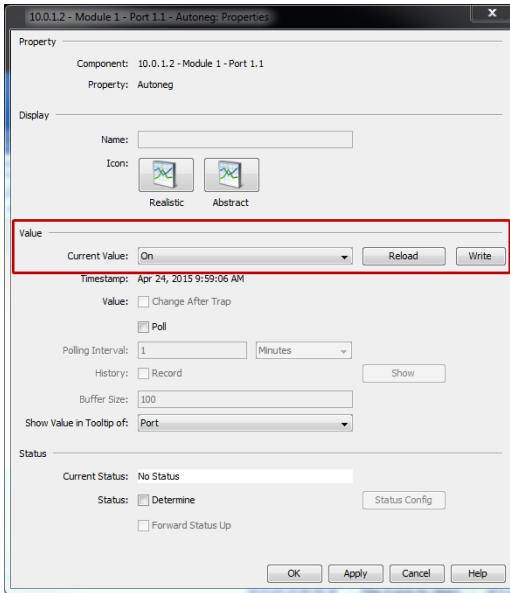 10.0.1.2 - Module 1 - Port 1.1 - Autoneg: Properties
Property
Component: 10.0.1.2 - Module 1 - Port 1.1
Property: Autoneg
Display
Name:
Icon:
Realistic Abstract
Value
Current Value: On Reload Write
Timestamp: Apr 24, 2015 9:59:06 AM
Value: Change After Trap
Poll
Polling Interval: 1 Minutes
History: Record Show
Buffer Size: 100
Show Value in Tooltip of: Port
Status
Current Status: No Status
Status: Determine Status Config
Forward Status Up
OK Apply Cancel Help